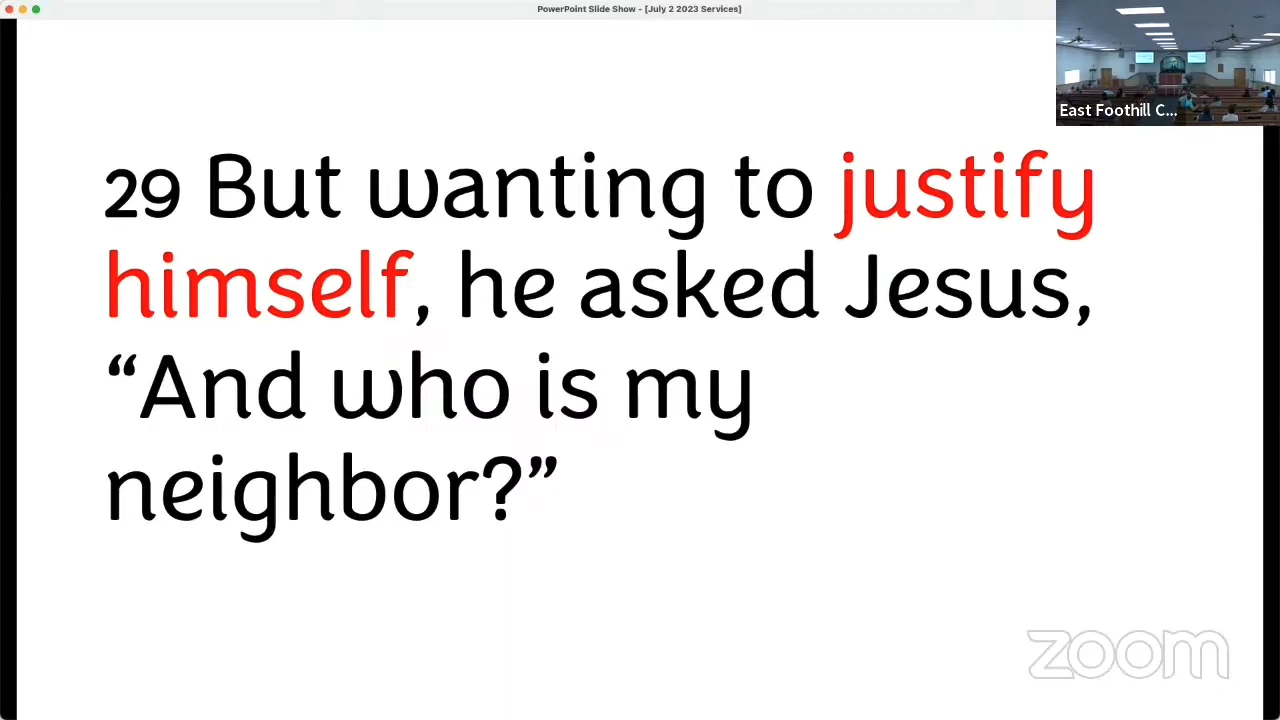 PowerPoint Slide Show - [July 2 2023 Services]
East Foothill C...
29 But wanting to justify
himself, he asked Jesus,
“And who is my
neighbor?”
zoom